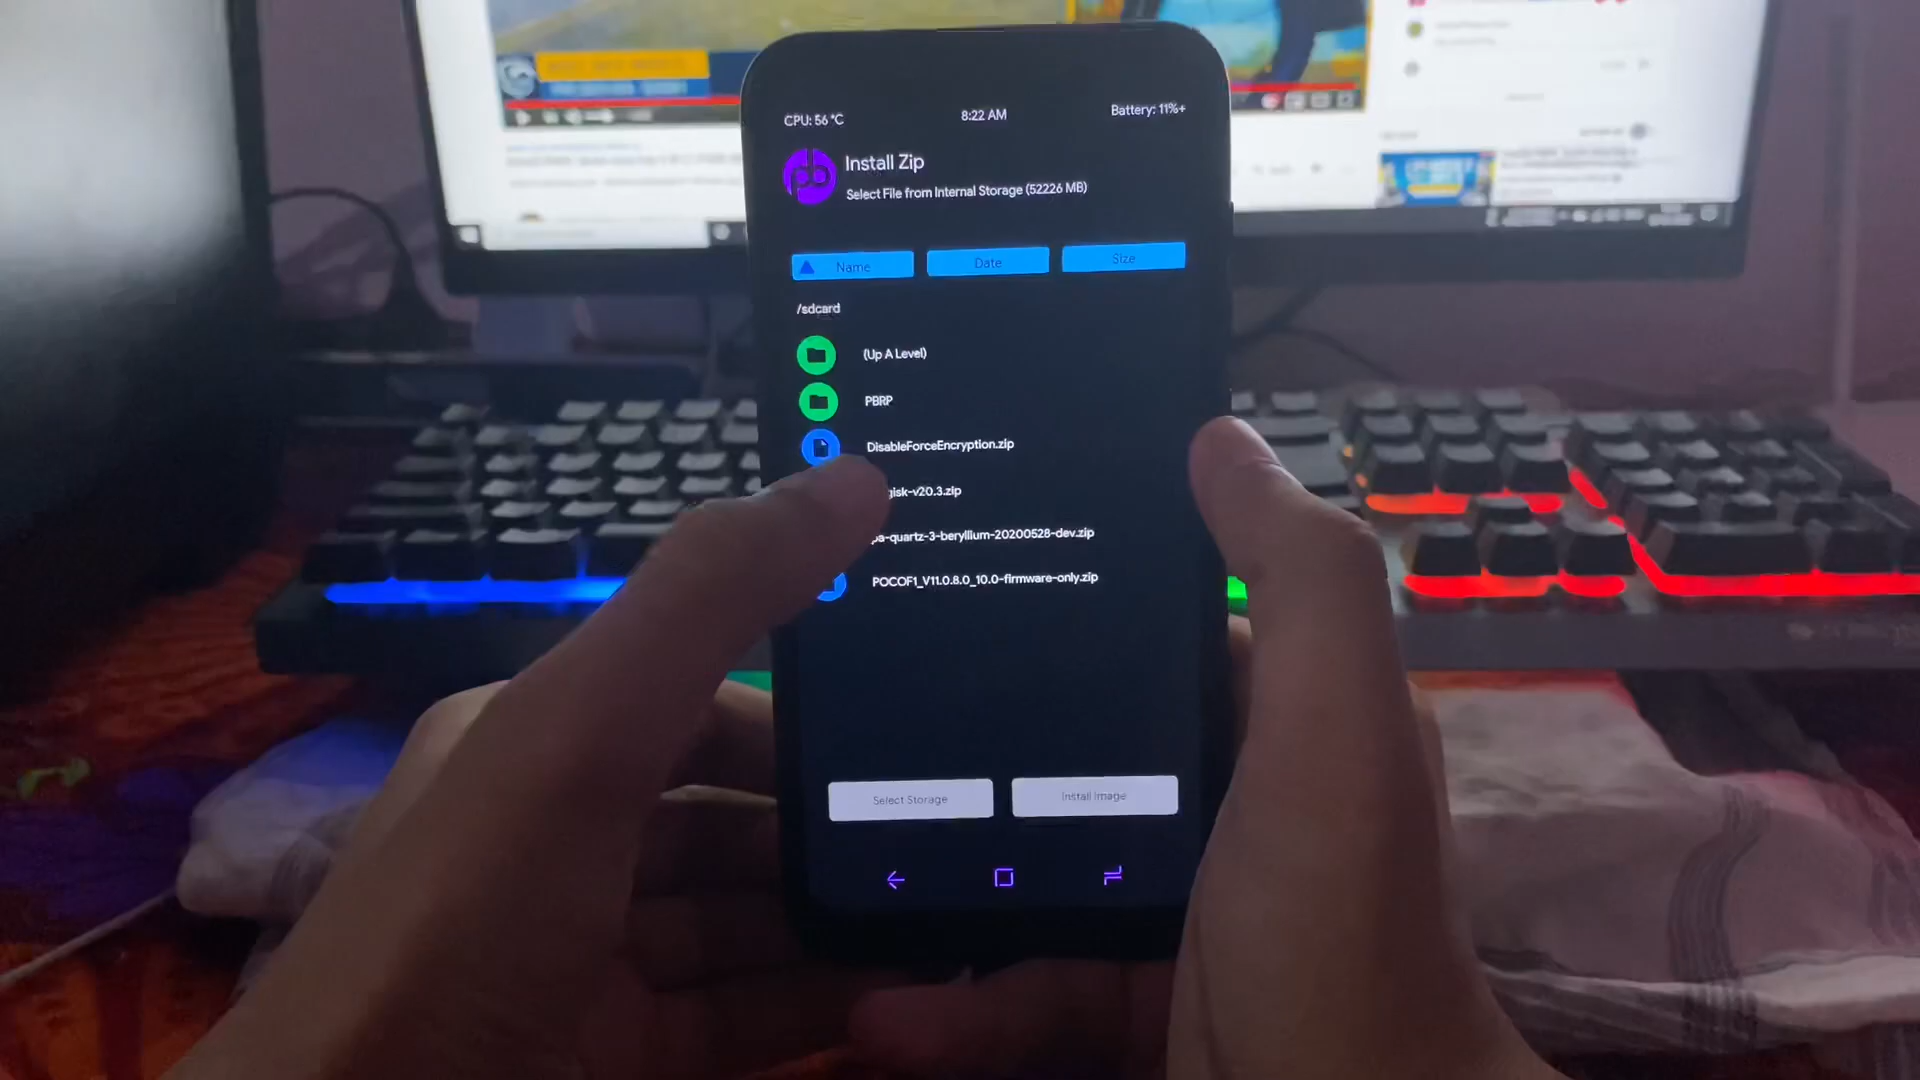 CPU: 56 °C
8:22 AM
Battery: 11%+
pb
Install Zip
Select File from Internal Storage (52226 MB)
Name
Date
Size
/sdcard
(Up A Level)
PBRP
DisableForceEncryption.zip
gisk-v20.3.zip
pa-quartz-3-beryllium-20200528-dev.zip
POCOF1_V11.0.8.0_10.0-firmware-only.zip
Select Storage
Install Image